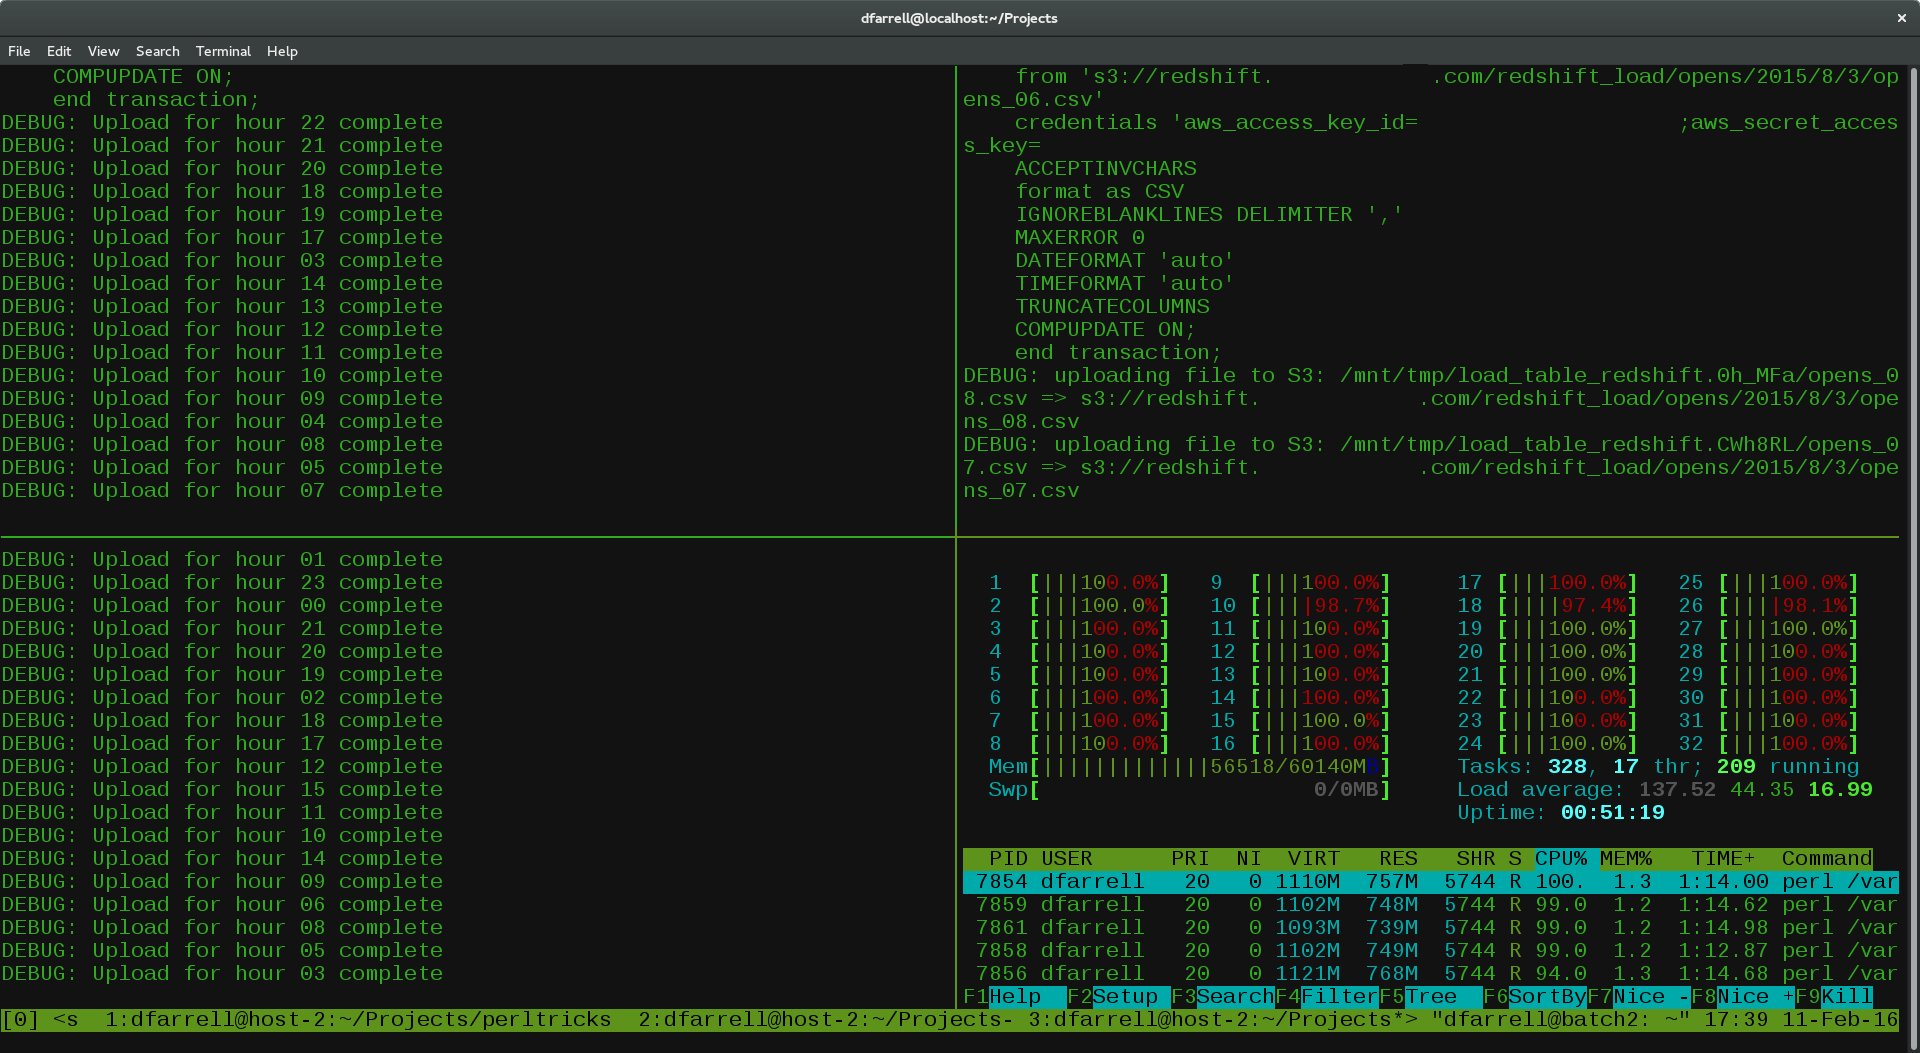 dfarrell@localhost:~/Projects
File Edit View Search Terminal Help
    COMPUPDATE ON;
    end transaction;
DEBUG: Upload for hour 22 complete
DEBUG: Upload for hour 21 complete
DEBUG: Upload for hour 20 complete
DEBUG: Upload for hour 18 complete
DEBUG: Upload for hour 19 complete
DEBUG: Upload for hour 17 complete
DEBUG: Upload for hour 03 complete
DEBUG: Upload for hour 14 complete
DEBUG: Upload for hour 13 complete
DEBUG: Upload for hour 12 complete
DEBUG: Upload for hour 11 complete
DEBUG: Upload for hour 10 complete
DEBUG: Upload for hour 09 complete
DEBUG: Upload for hour 04 complete
DEBUG: Upload for hour 08 complete
DEBUG: Upload for hour 05 complete
DEBUG: Upload for hour 07 complete
    from 's3://redshift.            .com/redshift_load/opens/2015/8/3/op
ens_06.csv'
    credentials 'aws_access_key_id=                    ;aws_secret_acces
s_key=
    ACCEPTINVCHARS
    format as CSV
    IGNOREBLANKLINES DELIMITER ','
    MAXERROR 0
    DATEFORMAT 'auto'
    TIMEFORMAT 'auto'
    TRUNCATECOLUMNS
    COMPUPDATE ON;
    end transaction;
DEBUG: uploading file to S3: /mnt/tmp/load_table_redshift.0h_MFa/opens_0
8.csv => s3://redshift.            .com/redshift_load/opens/2015/8/3/ope
ns_08.csv
DEBUG: uploading file to S3: /mnt/tmp/load_table_redshift.CWh8RL/opens_0
7.csv => s3://redshift.            .com/redshift_load/opens/2015/8/3/ope
ns_07.csv
DEBUG: Upload for hour 01 complete
DEBUG: Upload for hour 23 complete
DEBUG: Upload for hour 00 complete
DEBUG: Upload for hour 21 complete
DEBUG: Upload for hour 20 complete
DEBUG: Upload for hour 19 complete
DEBUG: Upload for hour 02 complete
DEBUG: Upload for hour 18 complete
DEBUG: Upload for hour 17 complete
DEBUG: Upload for hour 12 complete
DEBUG: Upload for hour 15 complete
DEBUG: Upload for hour 11 complete
DEBUG: Upload for hour 10 complete
DEBUG: Upload for hour 14 complete
DEBUG: Upload for hour 09 complete
DEBUG: Upload for hour 06 complete
DEBUG: Upload for hour 08 complete
DEBUG: Upload for hour 05 complete
DEBUG: Upload for hour 03 complete
1  [|||100.0%]   9  [|||100.0%]   17 [|||100.0%]   25 [|||100.0%]
2  [|||100.0%]   10 [||||98.7%]   18 [||||97.4%]   26 [||||98.1%]
3  [|||100.0%]   11 [|||100.0%]   19 [|||100.0%]   27 [|||100.0%]
4  [|||100.0%]   12 [|||100.0%]   20 [|||100.0%]   28 [|||100.0%]
5  [|||100.0%]   13 [|||100.0%]   21 [|||100.0%]   29 [|||100.0%]
6  [|||100.0%]   14 [|||100.0%]   22 [|||100.0%]   30 [|||100.0%]
7  [|||100.0%]   15 [|||100.0%]   23 [|||100.0%]   31 [|||100.0%]
8  [|||100.0%]   16 [|||100.0%]   24 [|||100.0%]   32 [|||100.0%]
Mem[|||||||||||||56518/60140MB]   Tasks: 328, 17 thr; 209 running
Swp[                     0/0MB]   Load average: 137.52 44.35 16.99
Uptime: 00:51:19
  PID USER      PRI  NI  VIRT   RES   SHR S CPU% MEM%   TIME+  Command
 7854 dfarrell   20   0 1110M  757M  5744 R 100.  1.3  1:14.00 perl /var
 7859 dfarrell   20   0 1102M  748M  5744 R 99.0  1.2  1:14.62 perl /var
 7861 dfarrell   20   0 1093M  739M  5744 R 99.0  1.2  1:14.98 perl /var
 7858 dfarrell   20   0 1102M  749M  5744 R 99.0  1.2  1:12.87 perl /var
 7856 dfarrell   20   0 1121M  768M  5744 R 94.0  1.3  1:14.68 perl /var
F1Help  F2Setup F3SearchF4FilterF5Tree  F6SortByF7Nice -F8Nice +F9Kill
[0] <s  1:dfarrell@host-2:~/Projects/perltricks  2:dfarrell@host-2:~/Projects- 3:dfarrell@host-2:~/Projects*> "dfarrell@batch2: ~" 17:39 11-Feb-16